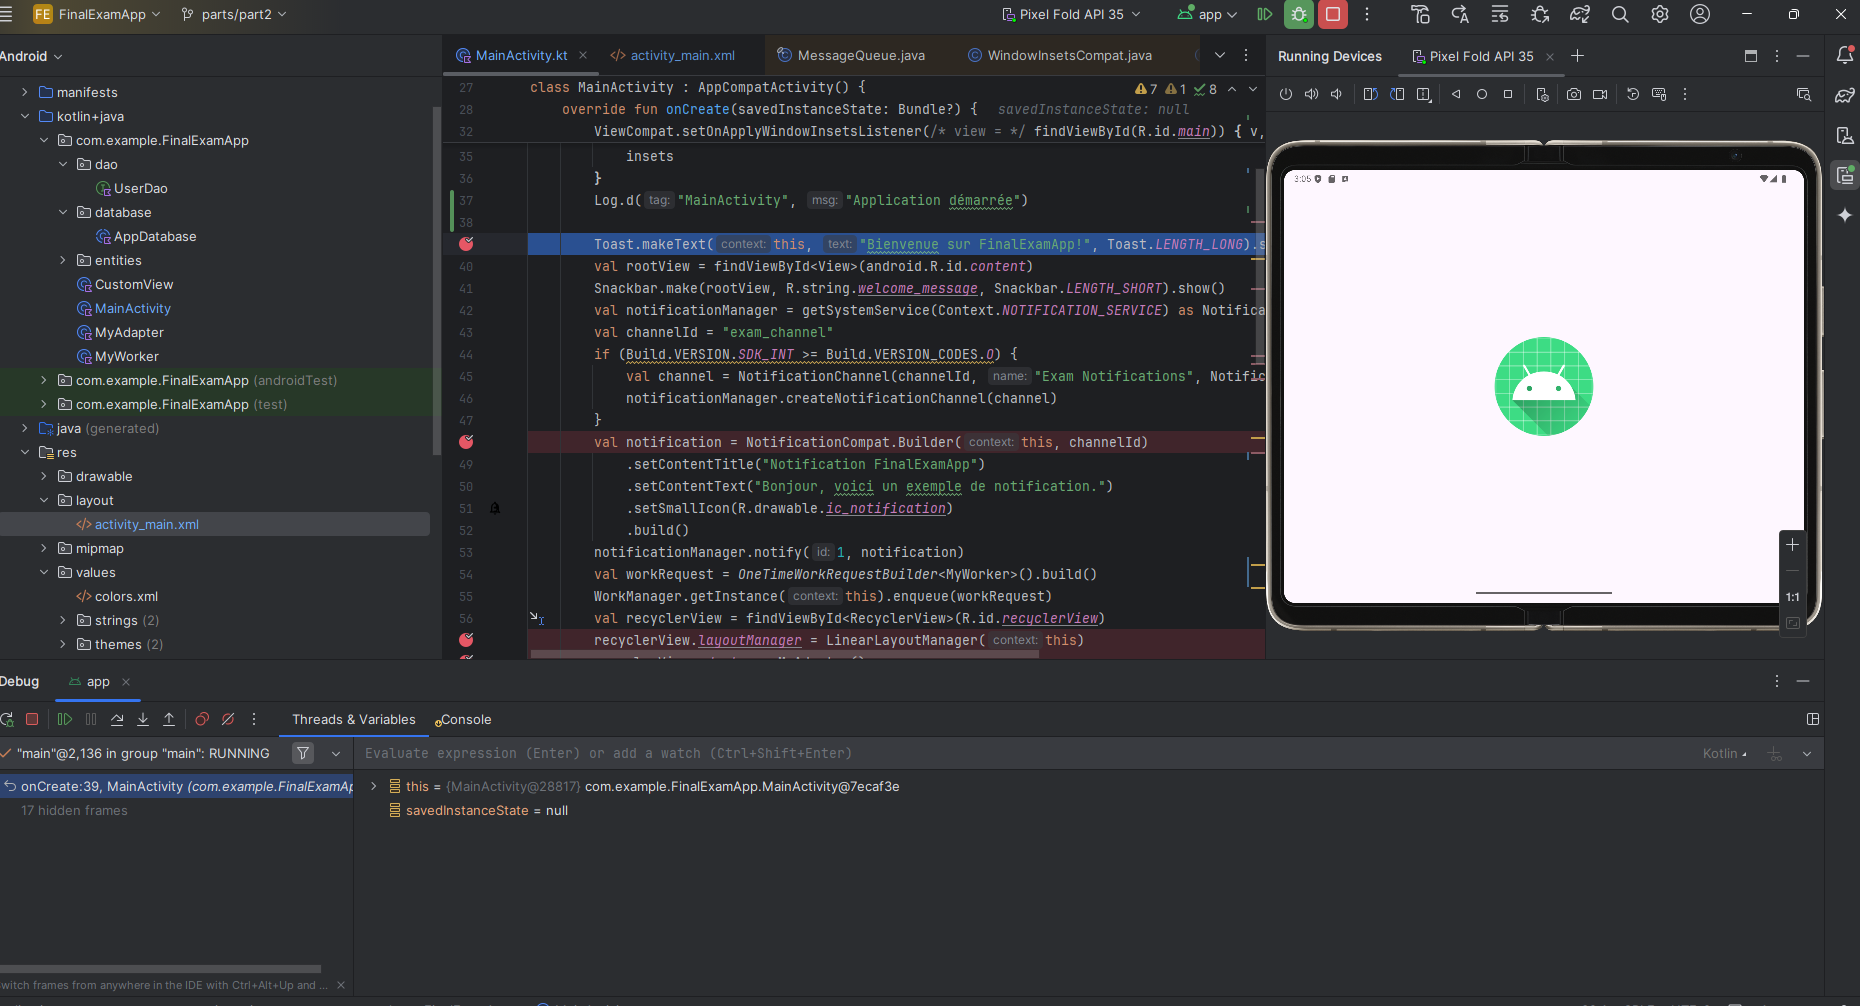 FE FinalExamApp parts/part2 Pixel Fold API 35 app
Android
manifests
kotlin+java
com.example.FinalExamApp
dao
UserDao
database
AppDatabase
entities
CustomView
MainActivity
MyAdapter
MyWorker
com.example.FinalExamApp (androidTest)
com.example.FinalExamApp (test)
java (generated)
res
drawable
layout
activity_main.xml
mipmap
values
colors.xml
strings (2)
themes (2)
MainActivity.kt activity_main.xml MessageQueue.java WindowInsetsCompat.java
7 1 8
27 class MainActivity : AppCompatActivity() {
28 override fun onCreate(savedInstanceState: Bundle?) { savedInstanceState: null
32 ViewCompat.setOnApplyWindowInsetsListener(/* view = */ findViewById(R.id.main)) { v,
35 insets
36 }
37 Log.d( tag: "MainActivity", msg: "Application démarrée")
38
Toast.makeText( context: this, text: "Bienvenue sur FinalExamApp!", Toast.LENGTH_LONG).s
40 val rootView = findViewById<View>(android.R.id.content)
41 Snackbar.make(rootView, R.string.welcome_message, Snackbar.LENGTH_SHORT).show()
42 val notificationManager = getSystemService(Context.NOTIFICATION_SERVICE) as Notifica
43 val channelId = "exam_channel"
44 if (Build.VERSION.SDK_INT >= Build.VERSION_CODES.O) {
45 val channel = NotificationChannel(channelId, name: "Exam Notifications", Notific
46 notificationManager.createNotificationChannel(channel)
47 }
val notification = NotificationCompat.Builder( context: this, channelId)
49 .setContentTitle("Notification FinalExamApp")
50 .setContentText("Bonjour, voici un exemple de notification.")
51 .setSmallIcon(R.drawable.ic_notification)
52 .build()
53 notificationManager.notify( id: 1, notification)
54 val workRequest = OneTimeWorkRequestBuilder<MyWorker>().build()
55 WorkManager.getInstance( context: this).enqueue(workRequest)
56 val recyclerView = findViewById<RecyclerView>(R.id.recyclerView)
recyclerView.layoutManager = LinearLayoutManager( context: this)
Running Devices Pixel Fold API 35
3:05
1:1
Debug app
Threads & Variables Console
"main"@2,136 in group "main": RUNNING
Evaluate expression (Enter) or add a watch (Ctrl+Shift+Enter) Kotlin
onCreate:39, MainActivity (com.example.FinalExamAp
17 hidden frames
this = {MainActivity@28817} com.example.FinalExamApp.MainActivity@7ecaf3e
savedInstanceState = null
witch frames from anywhere in the IDE with Ctrl+Alt+Up and ...